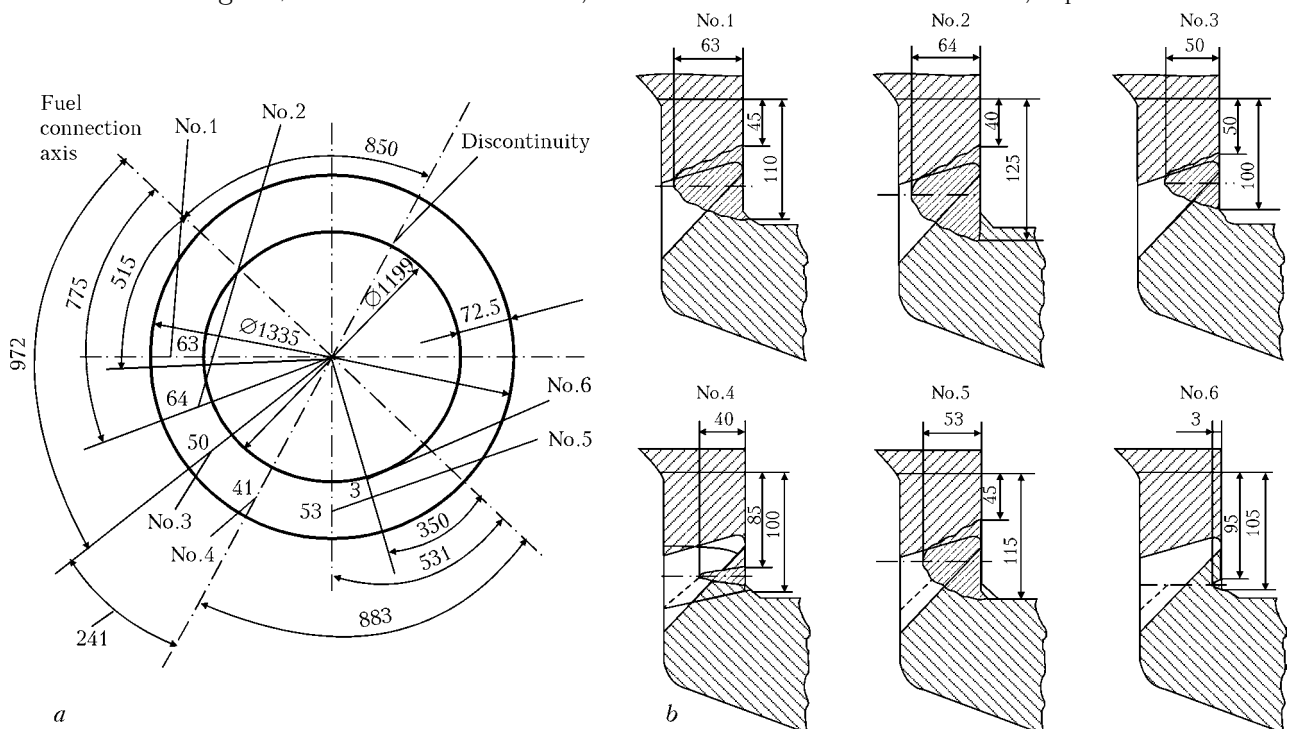 No.1
No.2
No.3
63
64
50
45
110
40
125
50
100
Fuel
connection
axis
No.1
No.2
850
Discontinuity
775
515
972
Ø1199
72.5
Ø1335
63
64
50
41
53
3
No.6
No.5
No.3
No.4
350
531
883
241
a
No.4
No.5
No.6
40
53
3
85
100
45
115
95
105
b